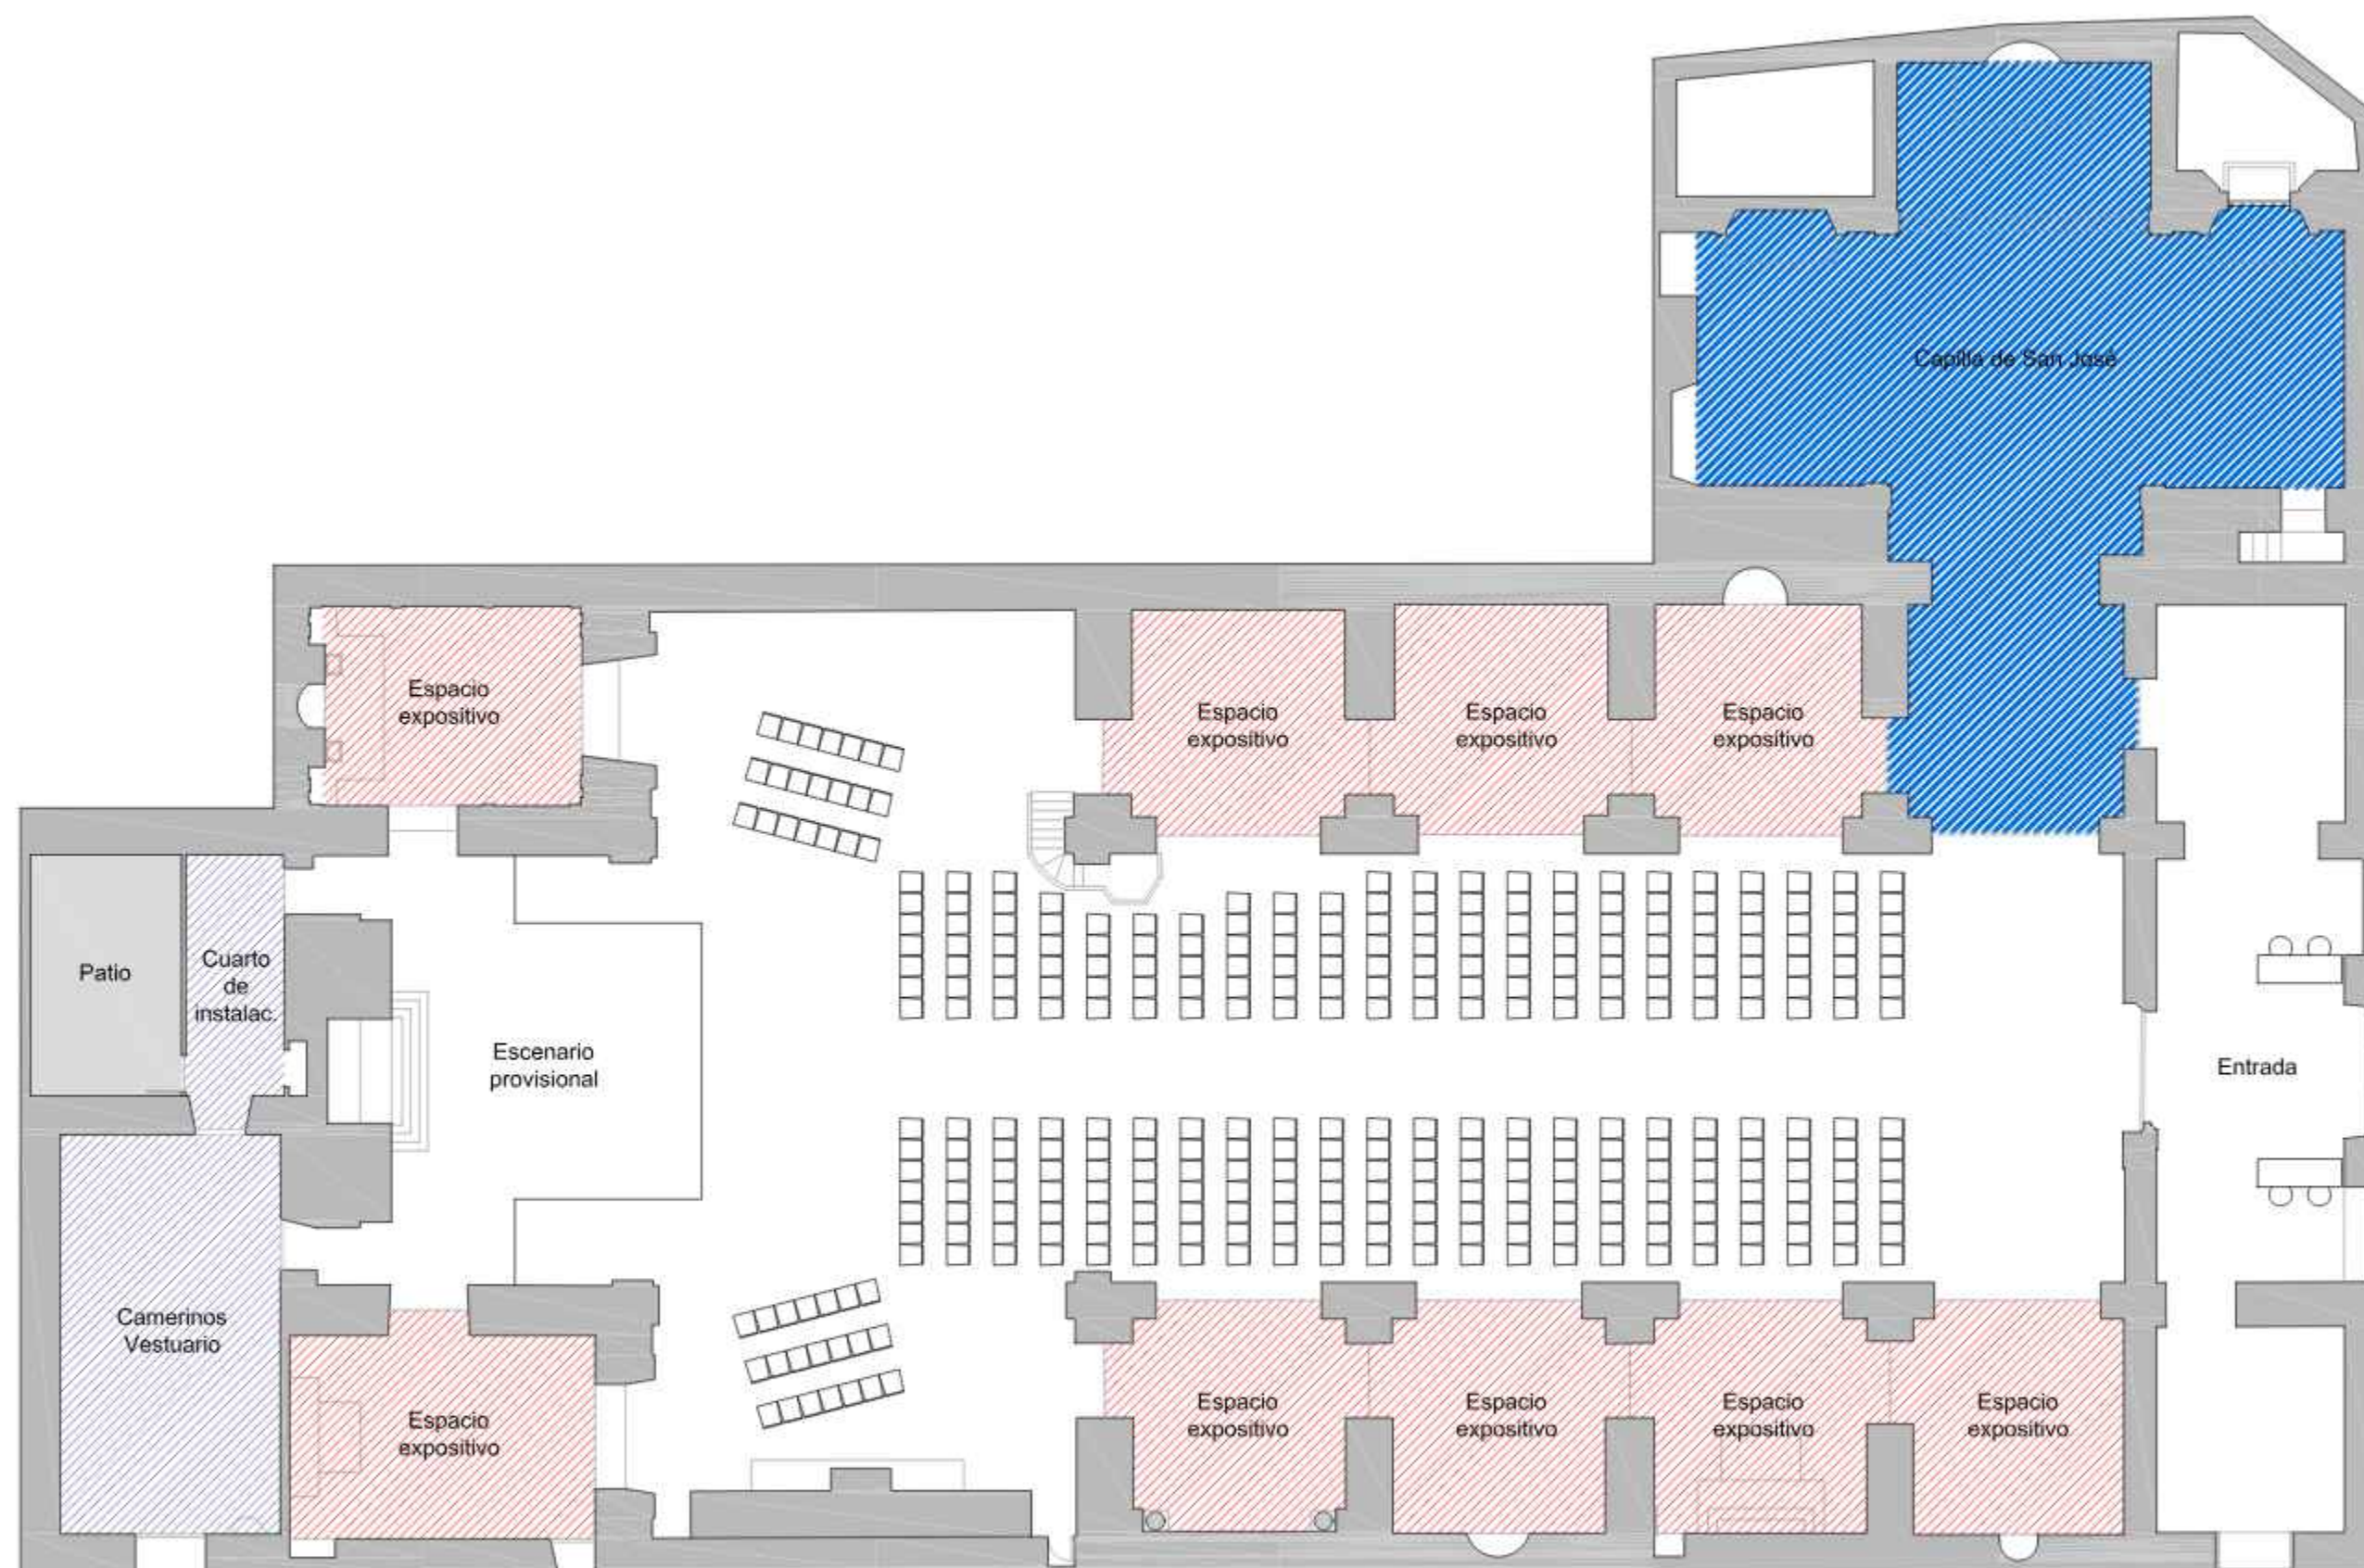 Capilla de San José
Espacio
expositivo
Espacio
expositivo
Espacio
expositivo
Espacio
expositivo
Patio
Cuarto
de
instalac.
Escenario
provisional
Entrada
Camerinos
Vestuario
Espacio
expositivo
Espacio
expositivo
Espacio
expositivo
Espacio
expositivo
Espacio
expositivo